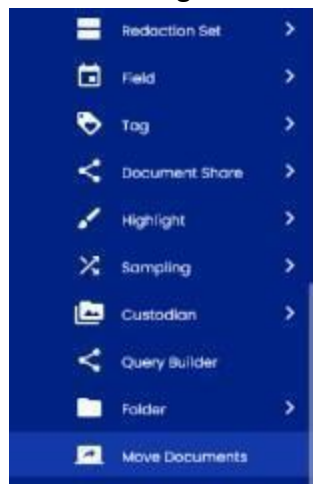 Redaction Set
Field
Tag
Document Share
Highlight
Sampling
Custodian
Query Builder
Folder
Move Documents